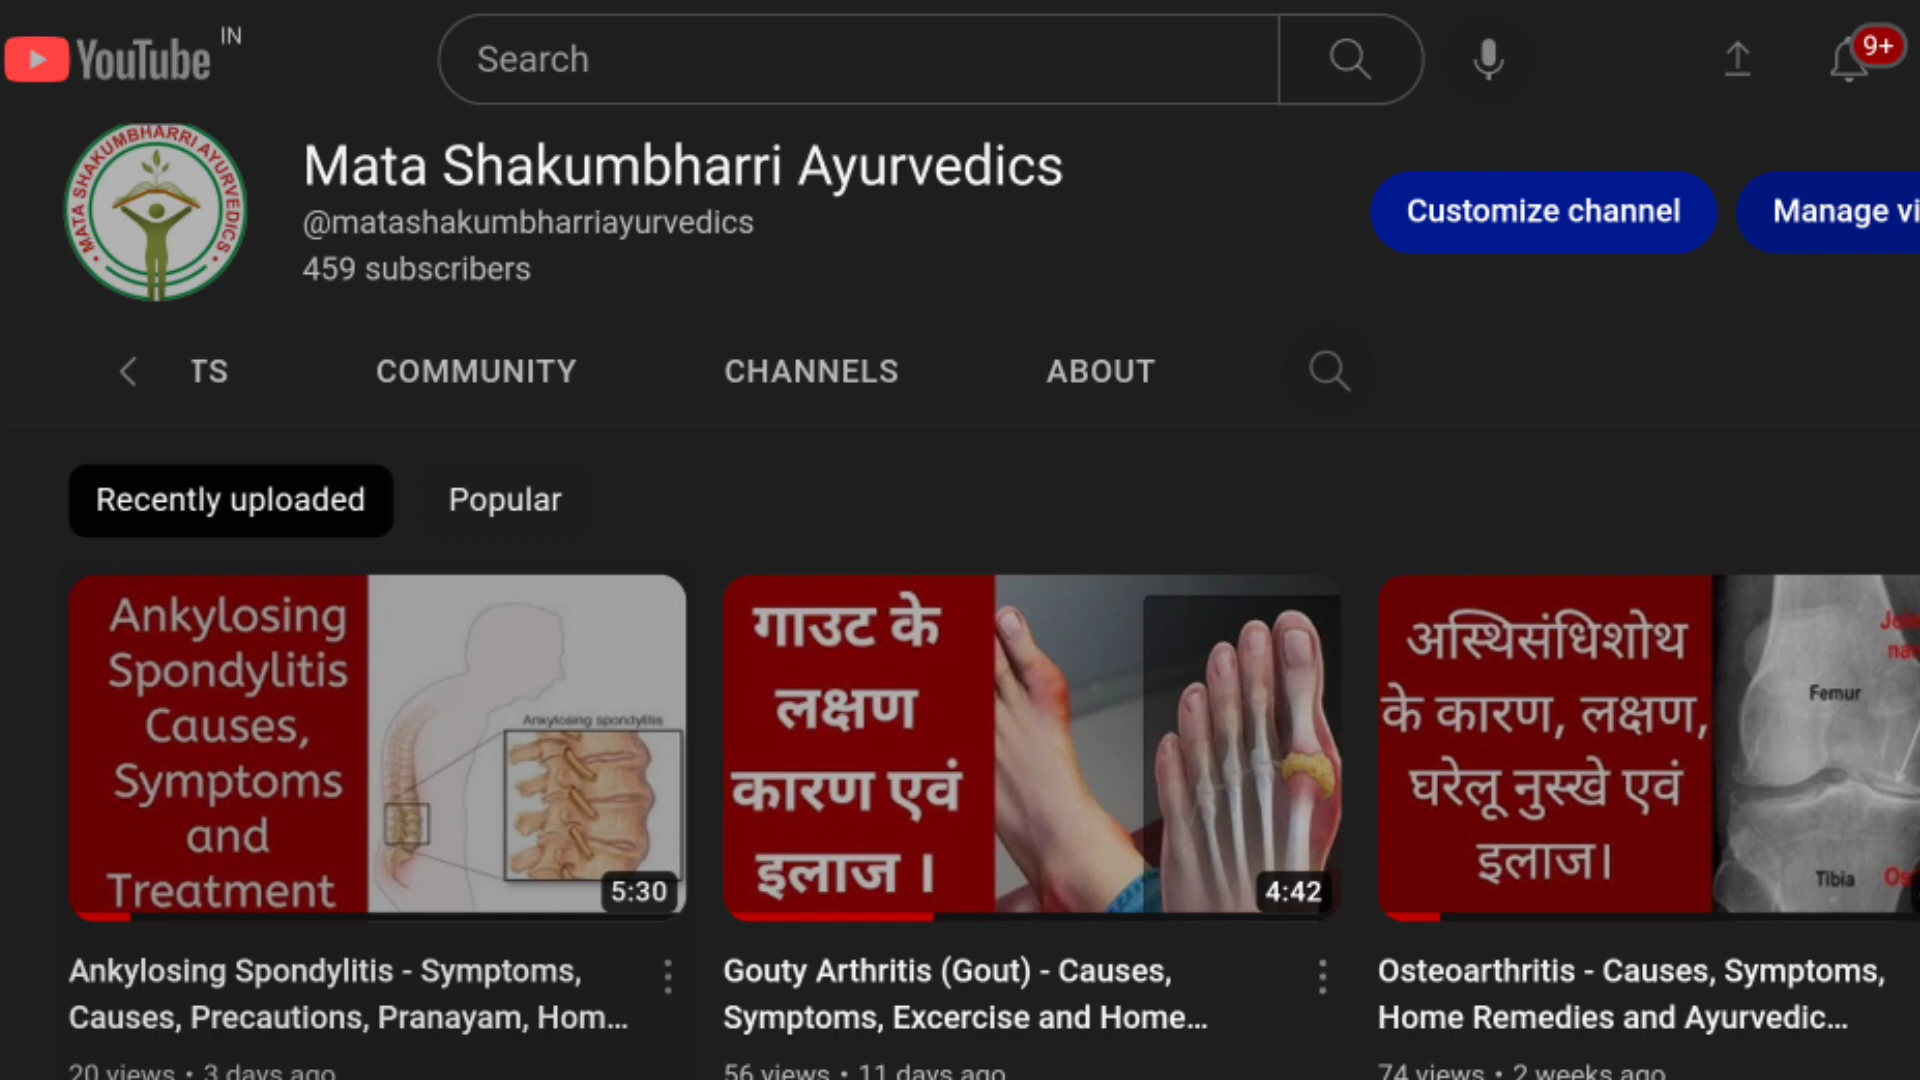 YouTube IN
Search
9+
MATA SHAKUMBHARRI AYURVEDICS
Mata Shakumbharri Ayurvedics
@matashakumbharriayurvedics
459 subscribers
Customize channel
Manage vi
TS
COMMUNITY
CHANNELS
ABOUT
Recently uploaded
Popular
Ankylosing
Spondylitis
Causes,
Symptoms
and
Treatment
Ankylosing spondylitis
5:30
गाउट के
लक्षण
कारण एवं
इलाज ।
4:42
अस्थिसंधिशोथ
के कारण, लक्षण,
घरेलू नुस्खे एवं
इलाज।
Femur
Tibia
Ankylosing Spondylitis - Symptoms,
Causes, Precautions, Pranayam, Hom...
20 views • 3 days ago
Gouty Arthritis (Gout) - Causes,
Symptoms, Excercise and Home...
56 views • 11 days ago
Osteoarthritis - Causes, Symptoms,
Home Remedies and Ayurvedic...
74 views • 2 weeks ago